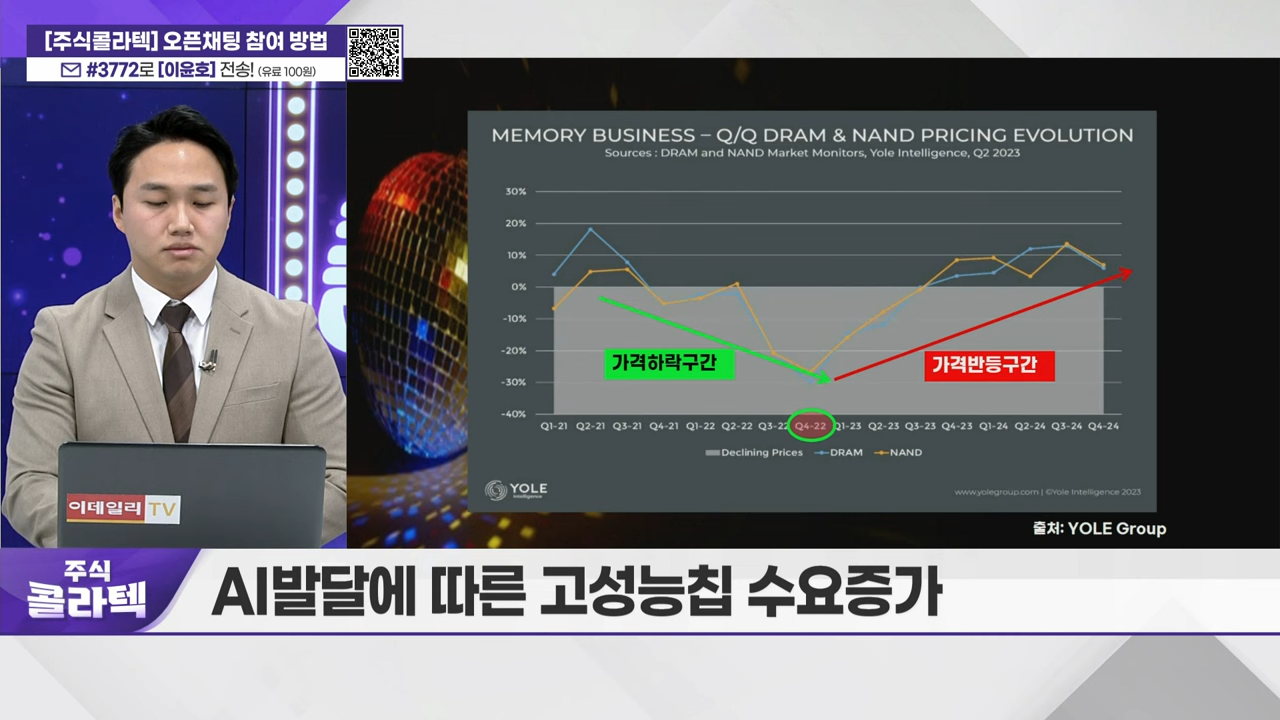 [주식콜라텍] 오픈채팅 참여 방법
#3772로 [이윤호] 전송! (유료 100원)
MEMORY BUSINESS – Q/Q DRAM & NAND PRICING EVOLUTION
Sources : DRAM and NAND Market Monitors, Yole Intelligence, Q2 2023
30%
20%
10%
0%
-10%
-20%
-30%
-40%
가격하락구간
가격반등구간
Q1-21 Q2-21 Q3-21 Q4-21 Q1-22 Q2-22 Q3-22 Q4-22 Q1-23 Q2-23 Q3-23 Q4-23 Q1-24 Q2-24 Q3-24 Q4-24
Declining Prices DRAM NAND
YOLE
Intelligence
www.yolegroup.com | ©Yole Intelligence 2023
출처: YOLE Group
이데일리 TV
주식
콜라텍
AI발달에 따른 고성능칩 수요증가